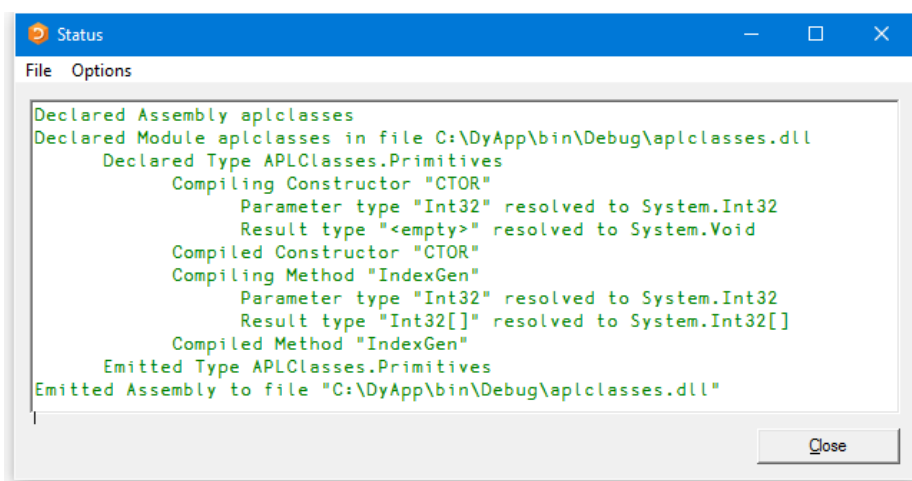 Status
File Options
Declared Assembly aplclasses
Declared Module aplclasses in file C:\DyApp\bin\Debug\aplclasses.dll
Declared Type APLClasses.Primitives
Compiling Constructor "CTOR"
Parameter type "Int32" resolved to System.Int32
Result type "<empty>" resolved to System.Void
Compiled Constructor "CTOR"
Compiling Method "IndexGen"
Parameter type "Int32" resolved to System.Int32
Result type "Int32[]" resolved to System.Int32[]
Compiled Method "IndexGen"
Emitted Type APLClasses.Primitives
Emitted Assembly to file "C:\DyApp\bin\Debug\aplclasses.dll"
Close